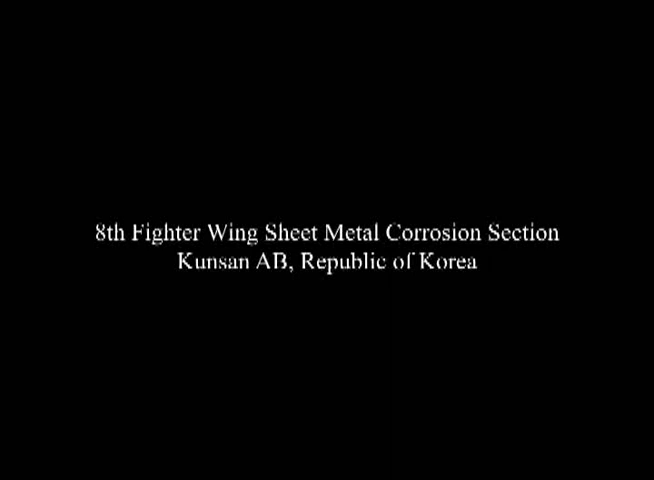 8th Fighter Wing Sheet Metal Corrosion Section
Kunsan AB, Republic of Korea